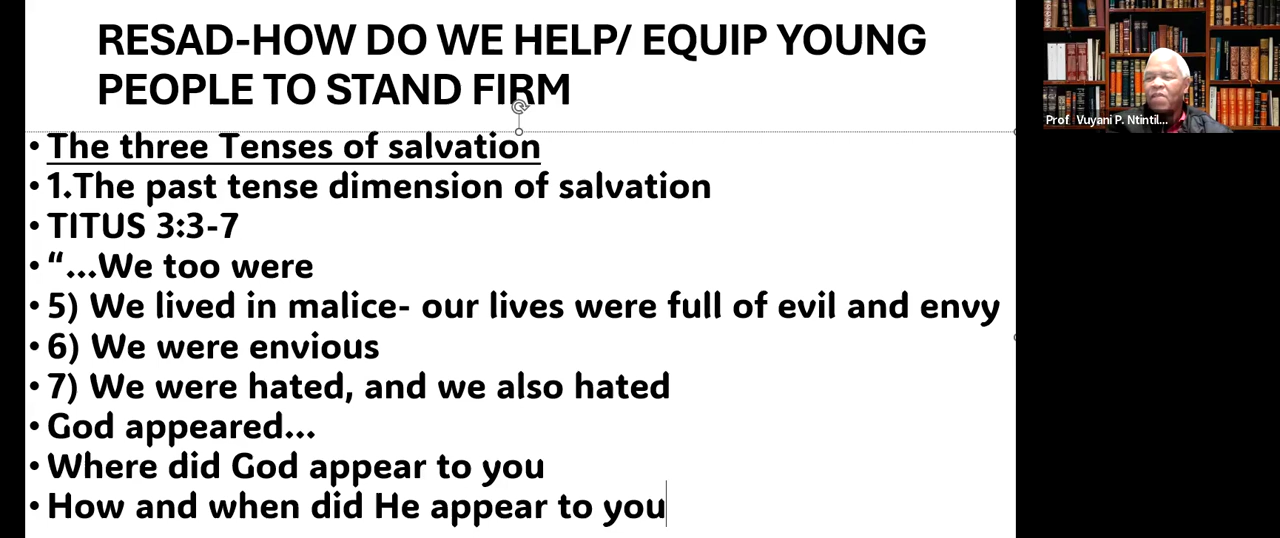 RESAD-HOW DO WE HELP/ EQUIP YOUNG
PEOPLE TO STAND FIRM
• The three Tenses of salvation
• 1.The past tense dimension of salvation
• TITUS 3:3-7
• “...We too were
• 5) We lived in malice- our lives were full of evil and envy
• 6) We were envious
• 7) We were hated, and we also hated
• God appeared...
• Where did God appear to you
• How and when did He appear to you
Prof Vuyani P. Ntintil...